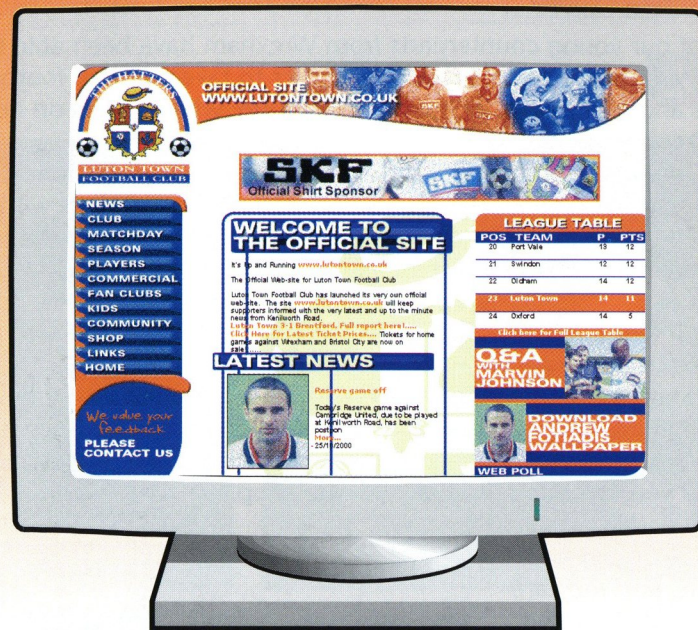 THE HATTERS
LUTON TOWN
FOOTBALL CLUB
OFFICIAL SITE
WWW.LUTONTOWN.CO.UK
SKF
Official Shirt Sponsor
SKF
NEWS
CLUB
MATCHDAY
SEASON
PLAYERS
COMMERCIAL
FAN CLUBS
KIDS
COMMUNITY
SHOP
LINKS
HOME
We value your
feedback
PLEASE
CONTACT US
WELCOME TO
THE OFFICIAL SITE
It's Up and Running www.lutontown.co.uk
The Official Web-site for Luton Town Football Club
Luton Town Football Club has launched its very own official
web-site. The site www.lutontown.co.uk will keep
supporters informed with the very latest and up to the minute
news from Kenilworth Road.
Luton Town 3-1 Brentford. Full report here!.....
Click Here for Latest Ticket Prices.... Tickets for home
games against Wrexham and Bristol City are now on
sale
LATEST NEWS
Reserve game off
Today's Reserve game against
Cambridge United, due to be played
at Kenilworth Road, has been
postpon
More...
- 25/10/2000
LEAGUE TABLE
POS TEAM P PTS
20 Port Vale 13 12
21 Swindon 12 12
22 Oldham 14 12
23 Luton Town 14 11
24 Oxford 14 5
Click here for Full League Table
Q&A
WITH
MARVIN
JOHNSON
DOWNLOAD
ANDREW
FOTIADIS
WALLPAPER
WEB POLL